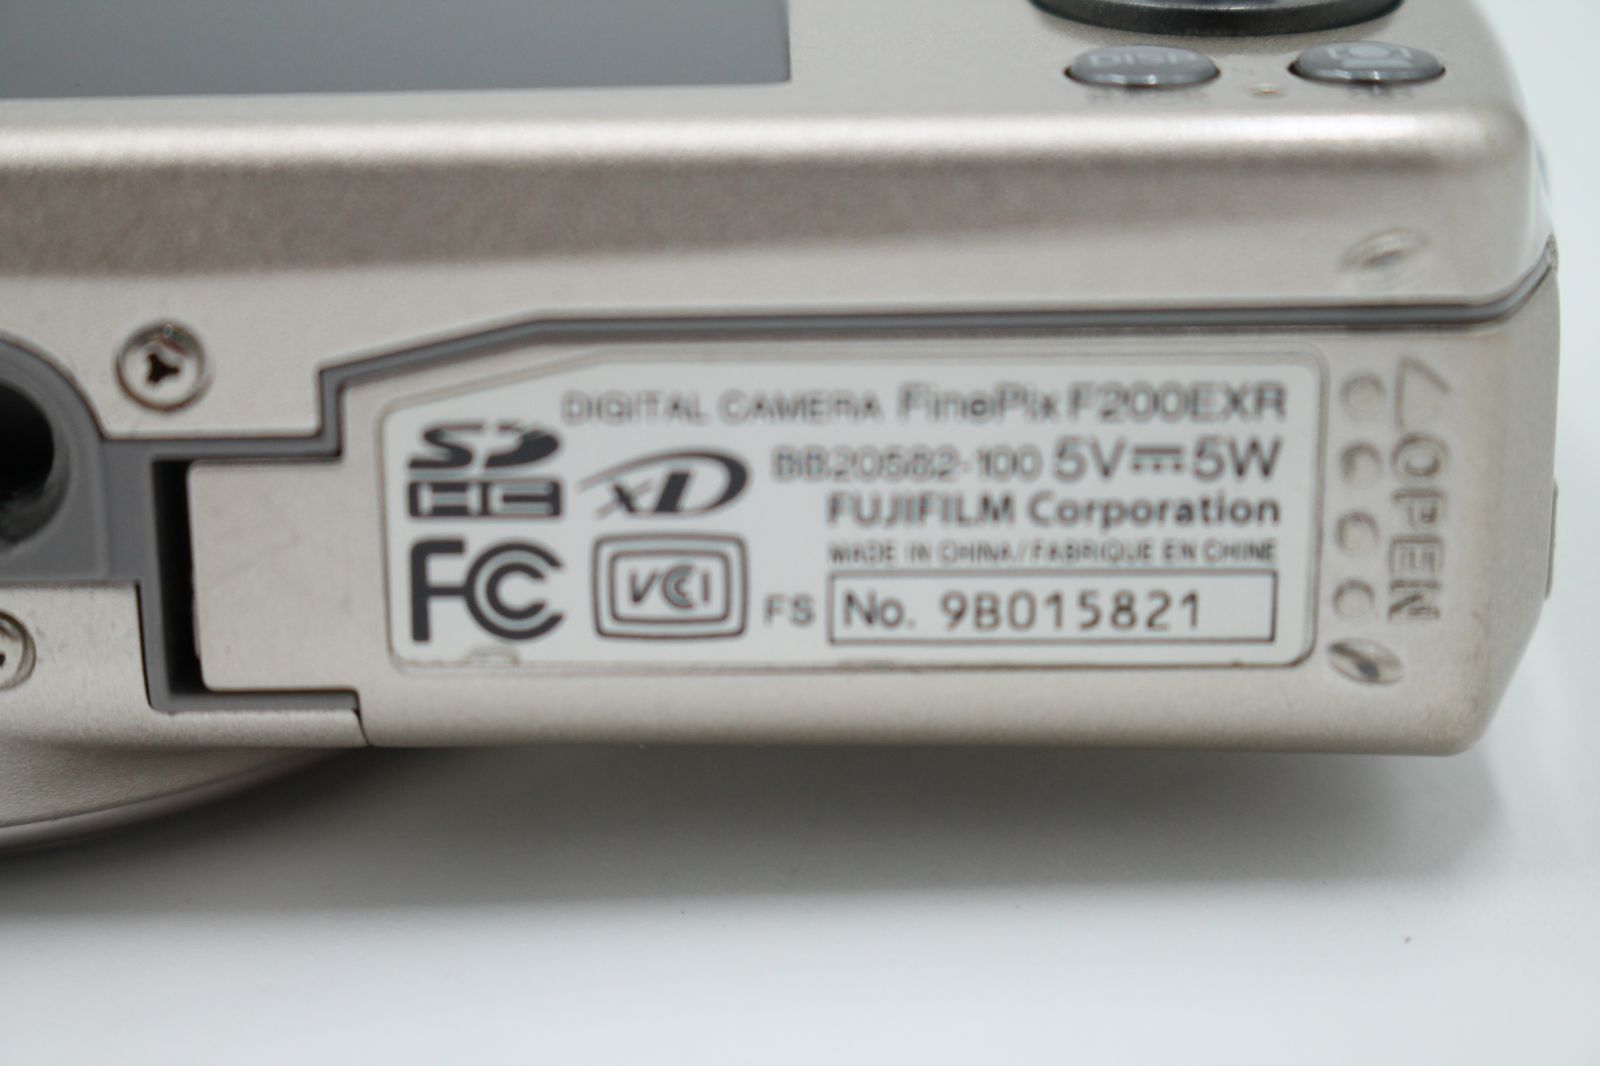 DISP
DIGITAL CAMERA FinePix F200EXR
SD HC
xD
BB20582-100 5V⎓5W
FUJIFILM Corporation
MADE IN CHINA/FABRIQUE EN CHINE
FC
VCCI
FS
No. 9B015821
OPEN